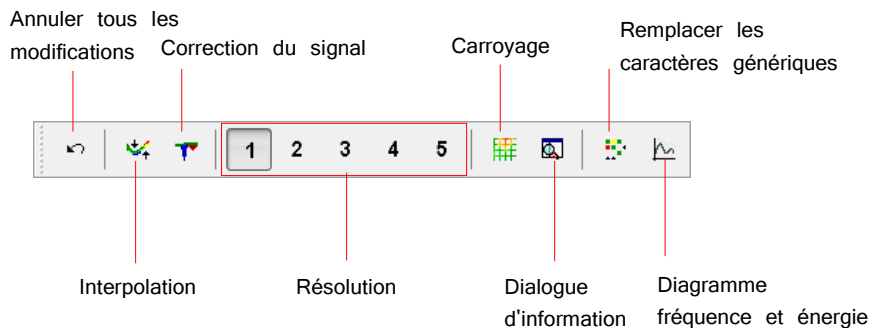 Annuler tous les
modifications
Correction du signal
Carroyage
Remplacer les
caractères génériques
1 2 3 4 5
Interpolation
Résolution
Dialogue
d'information
Diagramme
fréquence et énergie